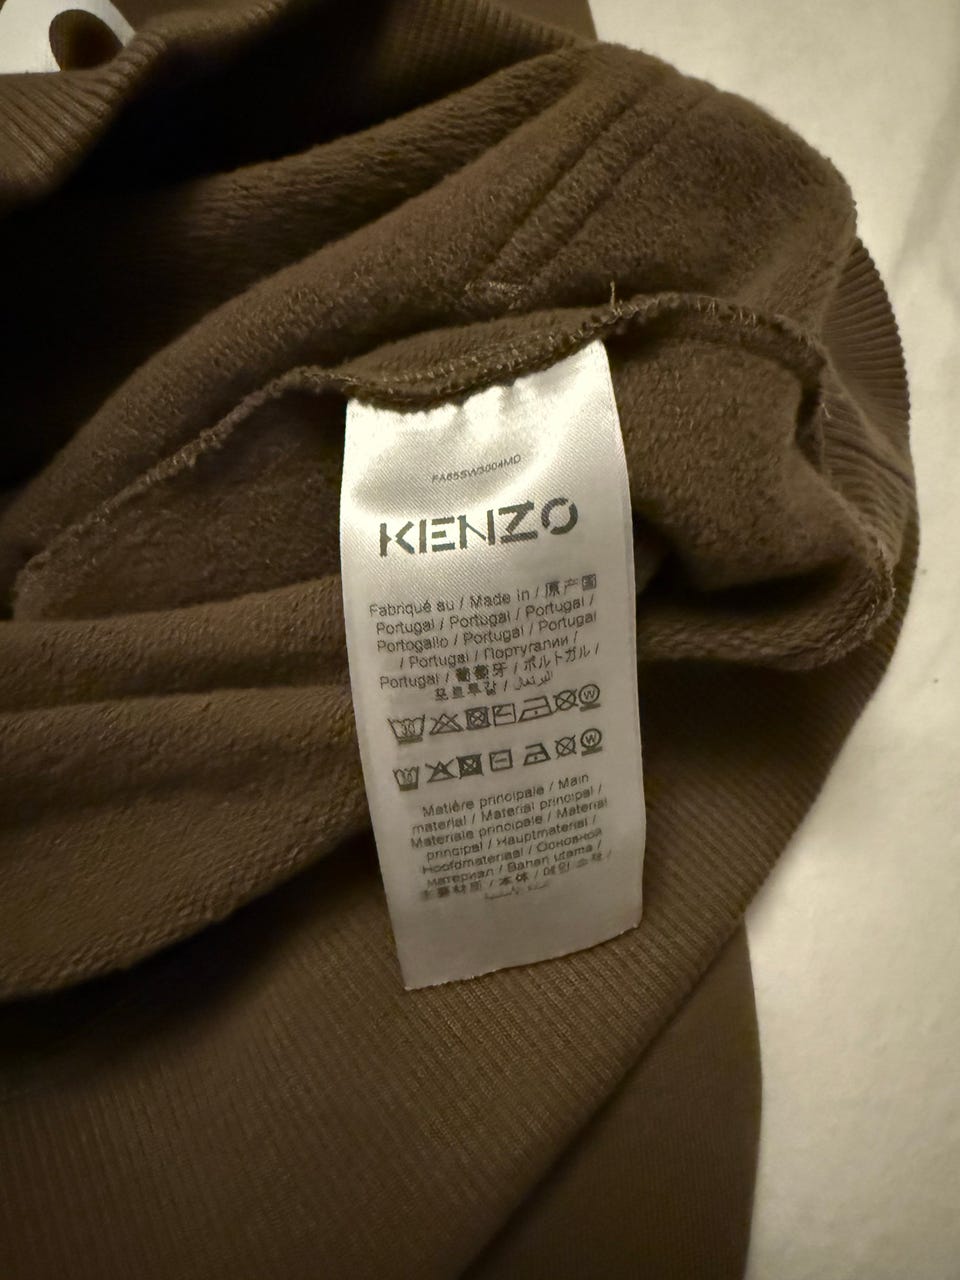 FA65SW3004MD
KENZO
Fabriqué au / Made in / 原产国
Portugal / Portugal / Portugal /
Portogallo / Portugal / Portugal
/ Portugal / Португалии /
Portugal / 葡萄牙 / ポルトガル /
포르투갈 / البرتغال
30
W
W
Matière principale / Main
material / Material principal /
Materiale principale / Material
principal / Hauptmaterial /
Hoofdmateriaal / Основной
материал / Bahan utama /
主要材质 / 本体 / 메인 소재 /